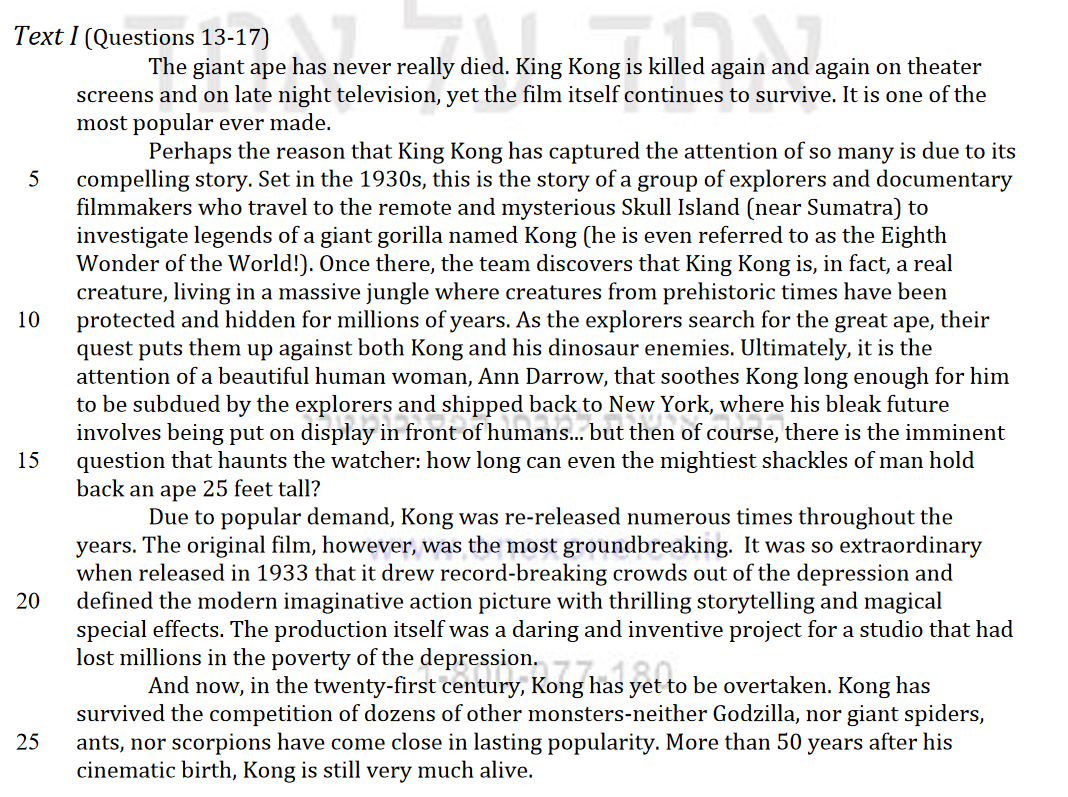 אחד על אחד
Text I (Questions 13-17)
The giant ape has never really died. King Kong is killed again and again on theater
screens and on late night television, yet the film itself continues to survive. It is one of the
most popular ever made.
Perhaps the reason that King Kong has captured the attention of so many is due to its
5 compelling story. Set in the 1930s, this is the story of a group of explorers and documentary
filmmakers who travel to the remote and mysterious Skull Island (near Sumatra) to
investigate legends of a giant gorilla named Kong (he is even referred to as the Eighth
Wonder of the World!). Once there, the team discovers that King Kong is, in fact, a real
creature, living in a massive jungle where creatures from prehistoric times have been
10 protected and hidden for millions of years. As the explorers search for the great ape, their
quest puts them up against both Kong and his dinosaur enemies. Ultimately, it is the
attention of a beautiful human woman, Ann Darrow, that soothes Kong long enough for him
to be subdued by the explorers and shipped back to New York, where his bleak future
הכנה אישית למבחן הפסיכומטרי
involves being put on display in front of humans... but then of course, there is the imminent
15 question that haunts the watcher: how long can even the mightiest shackles of man hold
back an ape 25 feet tall?
Due to popular demand, Kong was re-released numerous times throughout the
years. The original film, however, was the most groundbreaking. It was so extraordinary
www.onexone.co.il
when released in 1933 that it drew record-breaking crowds out of the depression and
20 defined the modern imaginative action picture with thrilling storytelling and magical
special effects. The production itself was a daring and inventive project for a studio that had
lost millions in the poverty of the depression.
1-800-077-180
And now, in the twenty-first century, Kong has yet to be overtaken. Kong has
survived the competition of dozens of other monsters-neither Godzilla, nor giant spiders,
25 ants, nor scorpions have come close in lasting popularity. More than 50 years after his
cinematic birth, Kong is still very much alive.